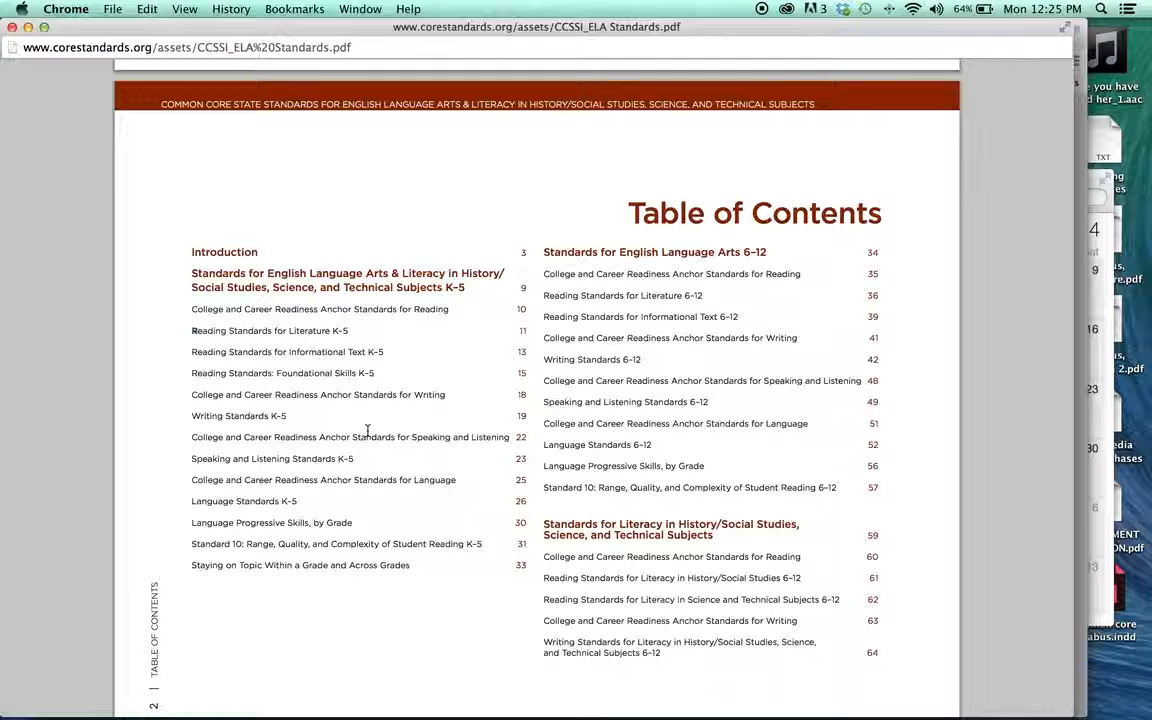 Chrome File Edit View History Bookmarks Window Help
3 64% Mon 12:25 PM
www.corestandards.org/assets/CCSSI_ELA Standards.pdf
www.corestandards.org/assets/CCSSI_ELA%20Standards.pdf
COMMON CORE STATE STANDARDS FOR ENGLISH LANGUAGE ARTS & LITERACY IN HISTORY/SOCIAL STUDIES, SCIENCE, AND TECHNICAL SUBJECTS
Table of Contents
Introduction 3
Standards for English Language Arts & Literacy in History/
Social Studies, Science, and Technical Subjects K–5 9
College and Career Readiness Anchor Standards for Reading 10
Reading Standards for Literature K–5 11
Reading Standards for Informational Text K–5 13
Reading Standards: Foundational Skills K–5 15
College and Career Readiness Anchor Standards for Writing 18
Writing Standards K–5 19
College and Career Readiness Anchor Standards for Speaking and Listening 22
Speaking and Listening Standards K–5 23
College and Career Readiness Anchor Standards for Language 25
Language Standards K–5 26
Language Progressive Skills, by Grade 30
Standard 10: Range, Quality, and Complexity of Student Reading K–5 31
Staying on Topic Within a Grade and Across Grades 33
Standards for English Language Arts 6–12 34
College and Career Readiness Anchor Standards for Reading 35
Reading Standards for Literature 6–12 36
Reading Standards for Informational Text 6–12 39
College and Career Readiness Anchor Standards for Writing 41
Writing Standards 6–12 42
College and Career Readiness Anchor Standards for Speaking and Listening 48
Speaking and Listening Standards 6–12 49
College and Career Readiness Anchor Standards for Language 51
Language Standards 6–12 52
Language Progressive Skills, by Grade 56
Standard 10: Range, Quality, and Complexity of Student Reading 6–12 57
Standards for Literacy in History/Social Studies,
Science, and Technical Subjects 59
College and Career Readiness Anchor Standards for Reading 60
Reading Standards for Literacy in History/Social Studies 6–12 61
Reading Standards for Literacy in Science and Technical Subjects 6–12 62
College and Career Readiness Anchor Standards for Writing 63
Writing Standards for Literacy in History/Social Studies, Science,
and Technical Subjects 6–12 64
2 | TABLE OF CONTENTS
you have
her_1.aac
TXT
4
9
16
2.pdf
23
30
6
13